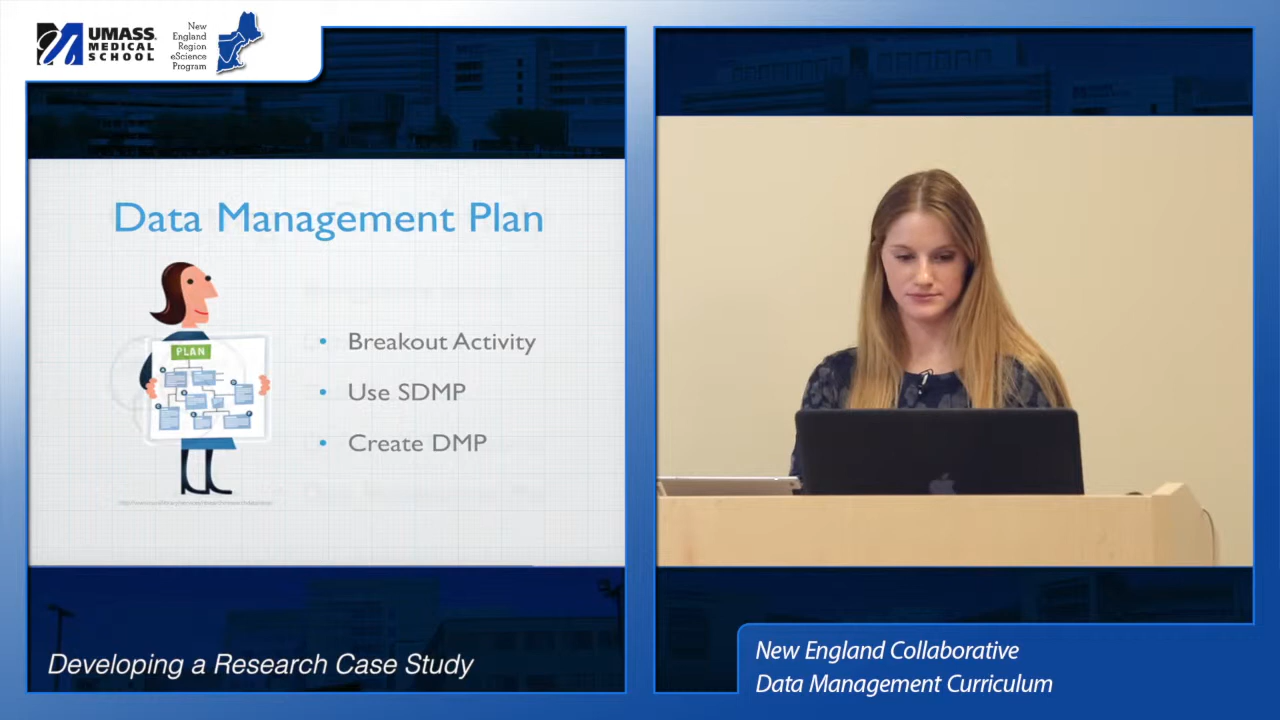 UMASS.
MEDICAL
SCHOOL
New
England
Region
eScience
Program
Data Management Plan
PLAN
• Breakout Activity
• Use SDMP
• Create DMP
Developing a Research Case Study
New England Collaborative
Data Management Curriculum